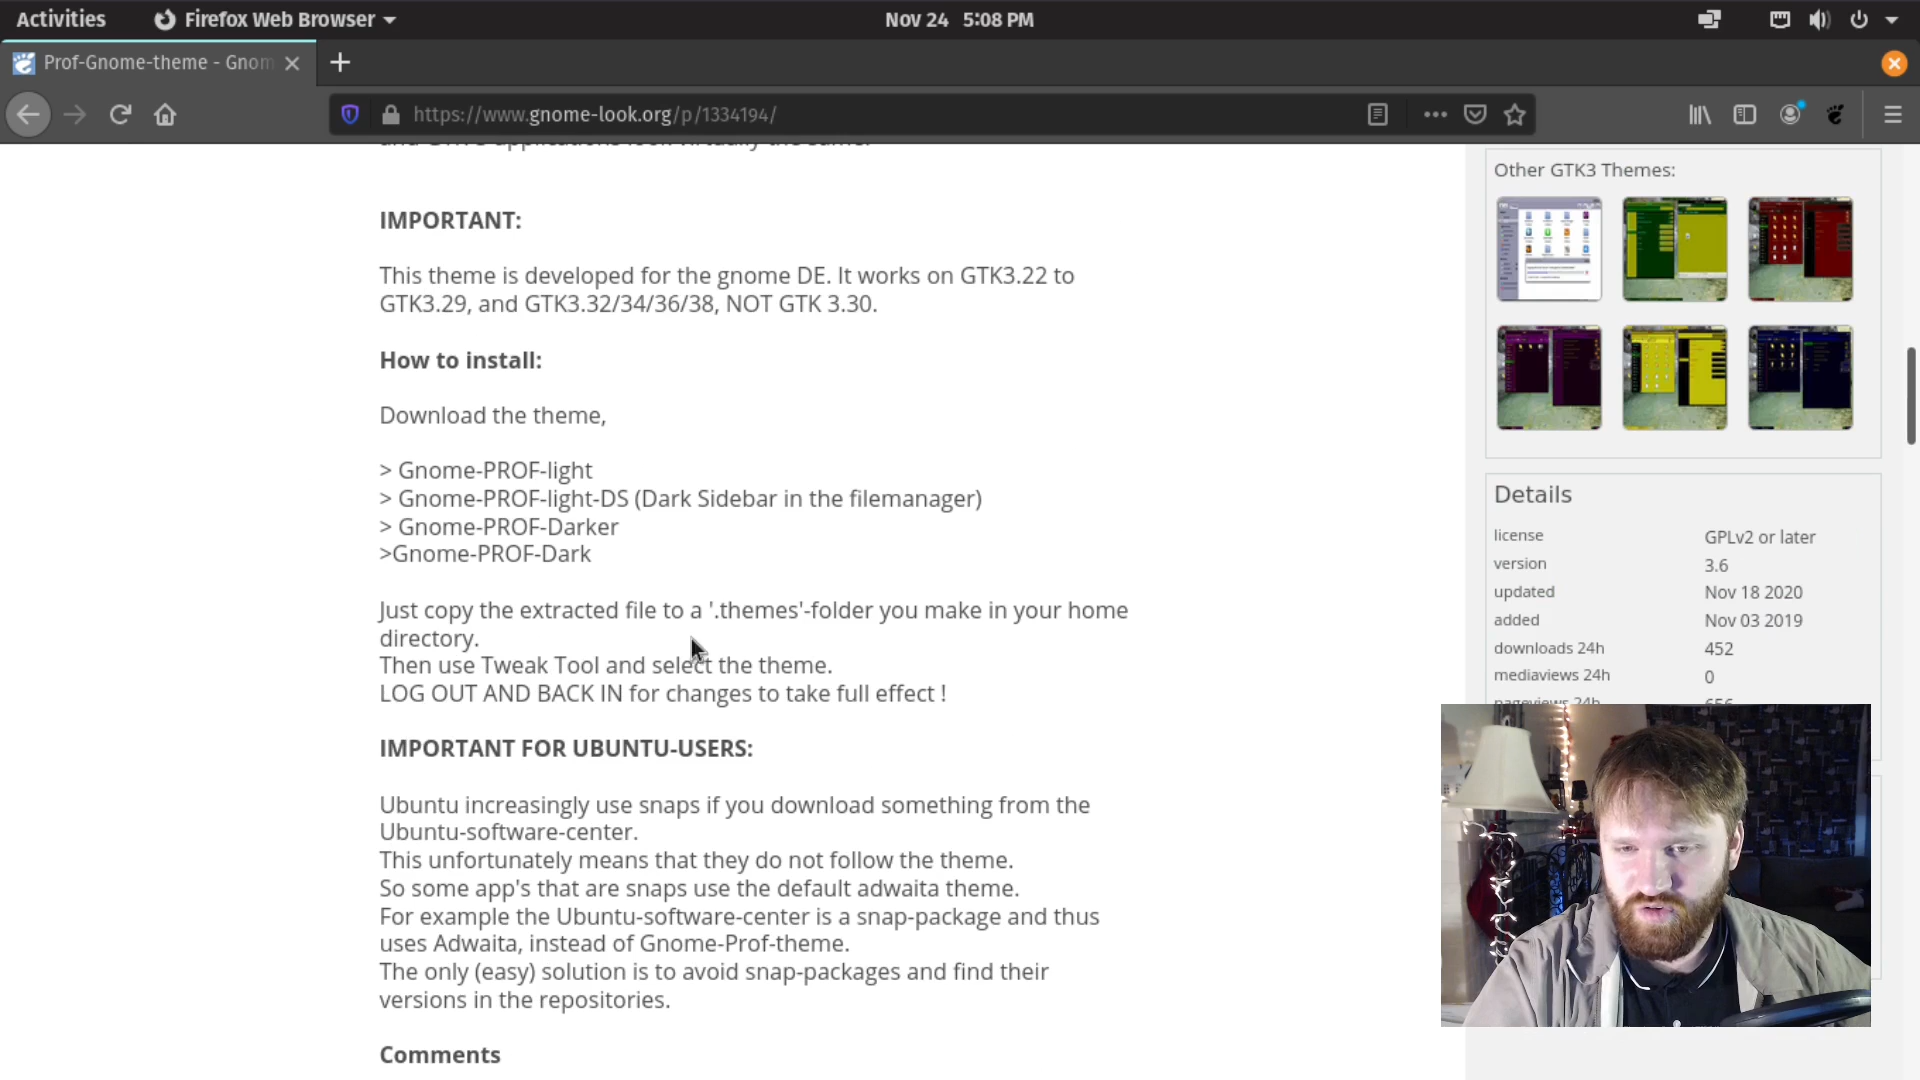 Activities
Firefox Web Browser
Nov 24 5:08 PM
Prof-Gnome-theme - Gnom
https://www.gnome-look.org/p/1334194/
IMPORTANT:
This theme is developed for the gnome DE. It works on GTK3.22 to
GTK3.29, and GTK3.32/34/36/38, NOT GTK 3.30.
How to install:
Download the theme,
> Gnome-PROF-light
> Gnome-PROF-light-DS (Dark Sidebar in the filemanager)
> Gnome-PROF-Darker
>Gnome-PROF-Dark
Just copy the extracted file to a '.themes'-folder you make in your home
directory.
Then use Tweak Tool and select the theme.
LOG OUT AND BACK IN for changes to take full effect !
IMPORTANT FOR UBUNTU-USERS:
Ubuntu increasingly use snaps if you download something from the
Ubuntu-software-center.
This unfortunately means that they do not follow the theme.
So some app's that are snaps use the default adwaita theme.
For example the Ubuntu-software-center is a snap-package and thus
uses Adwaita, instead of Gnome-Prof-theme.
The only (easy) solution is to avoid snap-packages and find their
versions in the repositories.
Comments
Other GTK3 Themes:
Details
license GPLv2 or later
version 3.6
updated Nov 18 2020
added Nov 03 2019
downloads 24h 452
mediaviews 24h 0
pageviews 24h 656